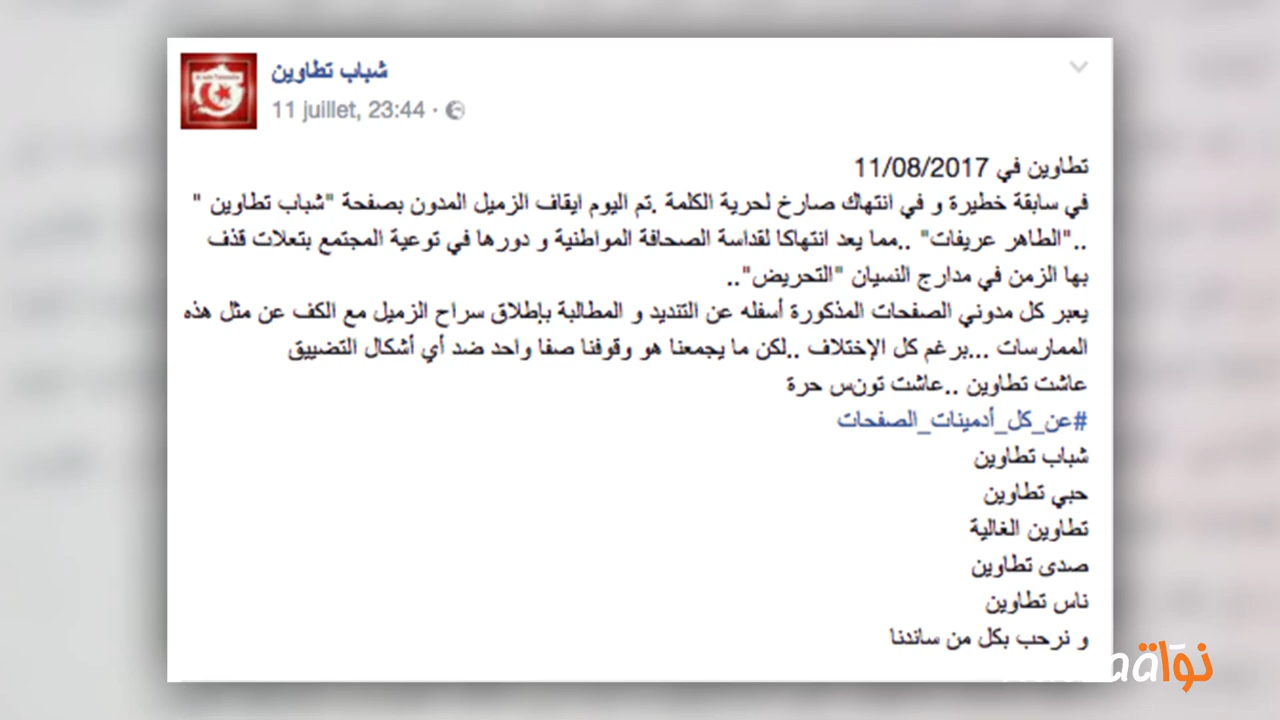 شباب تطاوين
11 juillet, 23:44 ·
تطاوين في 11/08/2017
في سابقة خطيرة و في انتهاك صارخ لحرية الكلمة .تم اليوم ايقاف الزميل المدون بصفحة "شباب تطاوين "
.."الطاهر عريفات" ..مما يعد انتهاكا لقداسة الصحافة المواطنية و دورها في توعية المجتمع بتعلات قذف
بها الزمن في مدارج النسيان "التحريض"..
يعبر كل مدوني الصفحات المذكورة أسفله عن التنديد و المطالبة بإطلاق سراح الزميل مع الكف عن مثل هذه
الممارسات ...برغم كل الإختلاف ..لكن ما يجمعنا هو وقوفنا صفا واحد ضد أي أشكال التضييق
عاشت تطاوين ..عاشت تونس حرة
#عن_كل_أدمينات_الصفحات
شباب تطاوين
حبي تطاوين
تطاوين الغالية
صدى تطاوين
ناس تطاوين
و نرحب بكل من ساندنا
نواة